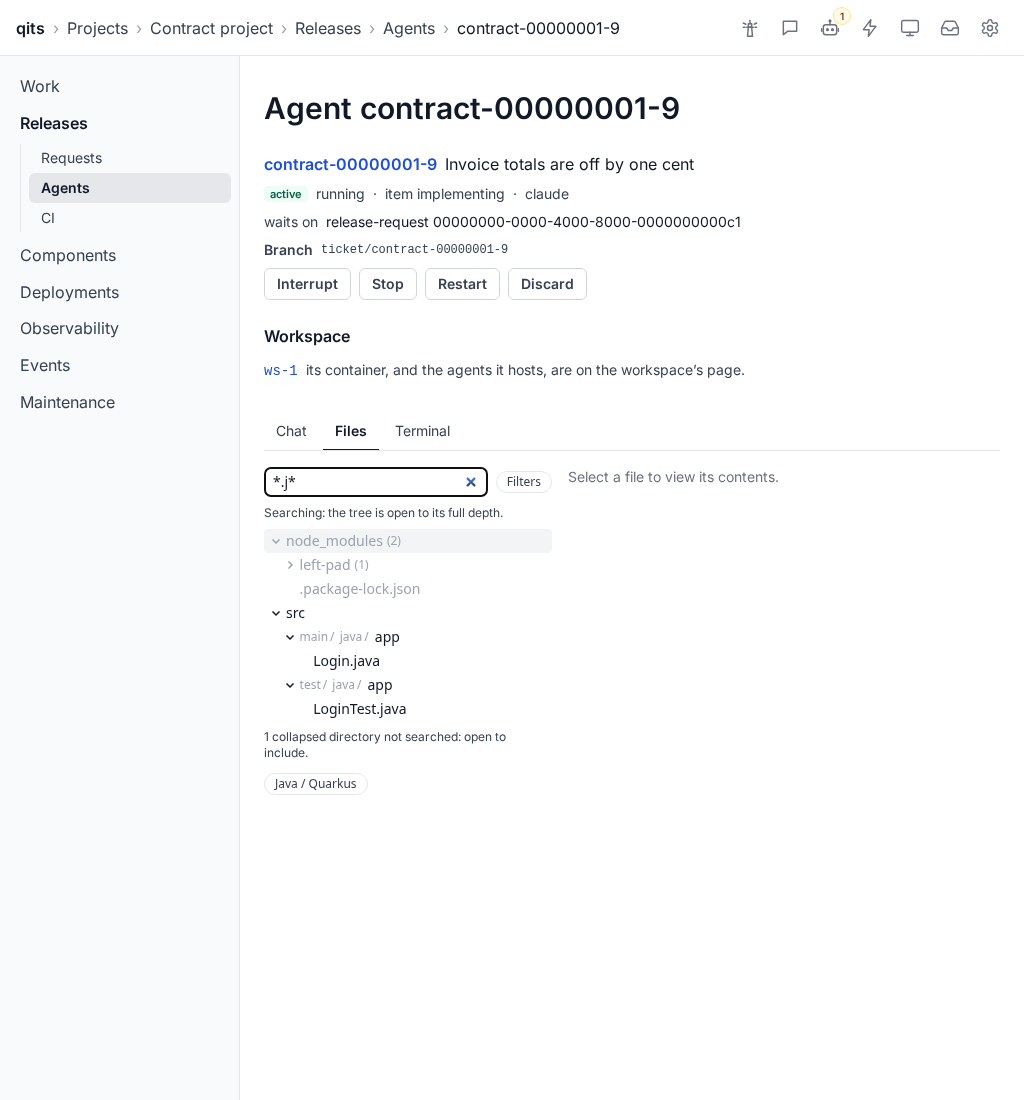 qits › Projects › Contract project › Releases › Agents › contract-00000001-9
1
Work
Releases
Requests
Agents
CI
Components
Deployments
Observability
Events
Maintenance
Agent contract-00000001-9
contract-00000001-9 Invoice totals are off by one cent
active running · item implementing · claude
waits on release-request 00000000-0000-4000-8000-0000000000c1
Branch ticket/contract-00000001-9
Interrupt Stop Restart Discard
Workspace
ws-1 its container, and the agents it hosts, are on the workspace’s page.
Chat Files Terminal
*.j* Filters
Select a file to view its contents.
Searching: the tree is open to its full depth.
node_modules (2)
left-pad (1)
.package-lock.json
src
main/ java/ app
Login.java
test/ java/ app
LoginTest.java
1 collapsed directory not searched: open to
include.
Java / Quarkus